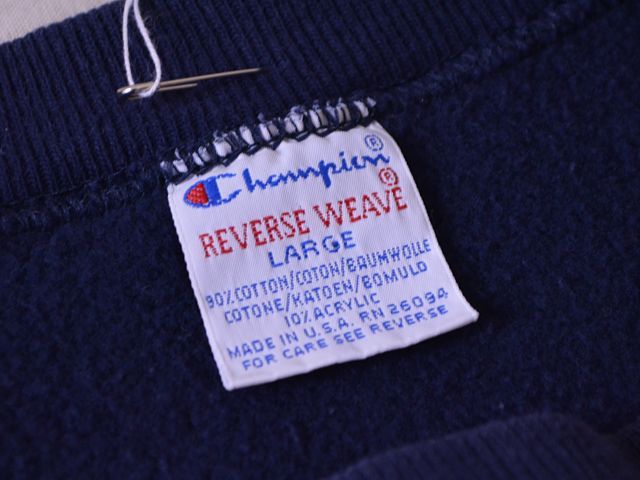 Champion®
REVERSE WEAVE®
LARGE
90% COTTON/COTON/BAUMWOLLE
COTONE/KATOEN/BOMULD
10% ACRYLIC
MADE IN U.S.A. RN 26094
FOR CARE SEE REVERSE